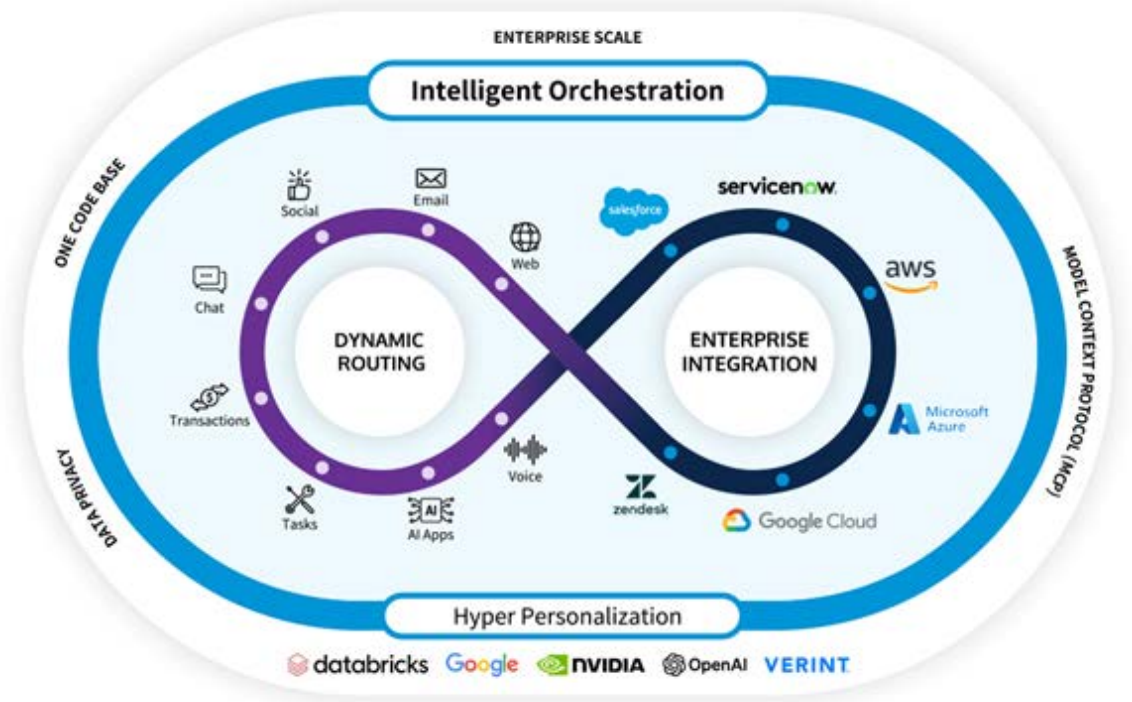 ENTERPRISE SCALE
Intelligent Orchestration
ONE CODE BASE
DATA PRIVACY
MODEL CONTEXT PROTOCOL (MCP)
Social
Email
Web
Chat
Transactions
Tasks
AI
AI Apps
Voice
DYNAMIC
ROUTING
salesforce
servicenow.
aws
ENTERPRISE
INTEGRATION
Microsoft
Azure
zendesk
Google Cloud
Hyper Personalization
databricks Google NVIDIA OpenAI VERINT